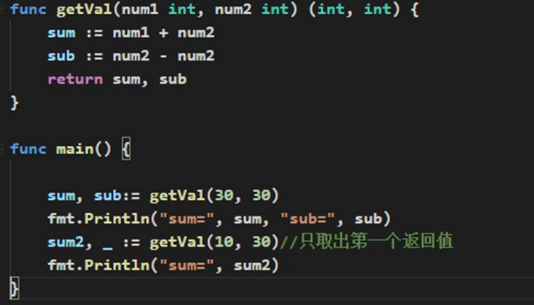 func getVal(num1 int, num2 int) (int, int) {
sum := num1 + num2
sub := num2 - num2
return sum, sub
}
func main() {
sum, sub:= getVal(30, 30)
fmt.Println("sum=", sum, "sub=", sub)
sum2, _ := getVal(10, 30)//只取出第一个返回值
fmt.Println("sum=", sum2)
}